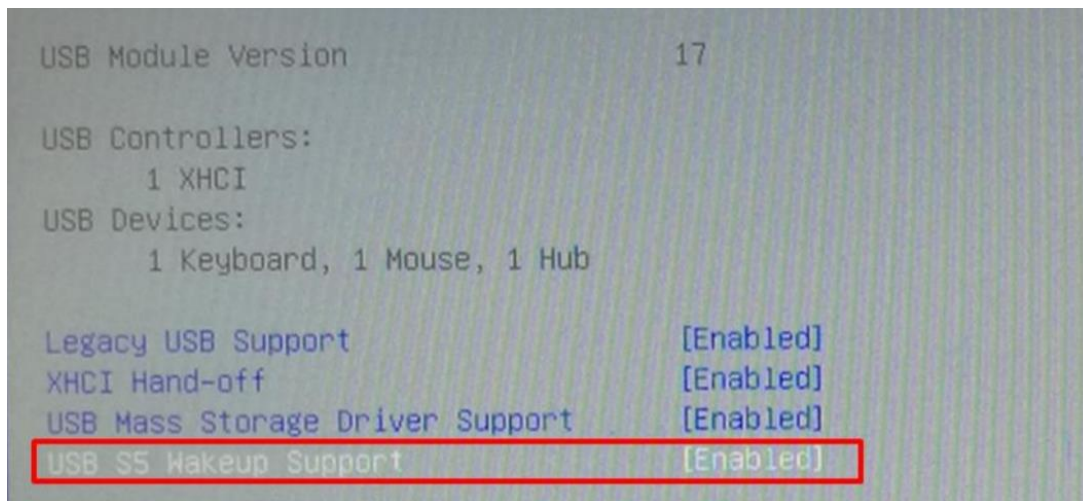 USB Module Version 17
USB Controllers:
1 XHCI
USB Devices:
1 Keyboard, 1 Mouse, 1 Hub
Legacy USB Support [Enabled]
XHCI Hand-off [Enabled]
USB Mass Storage Driver Support [Enabled]
USB S5 Wakeup Support [Enabled]